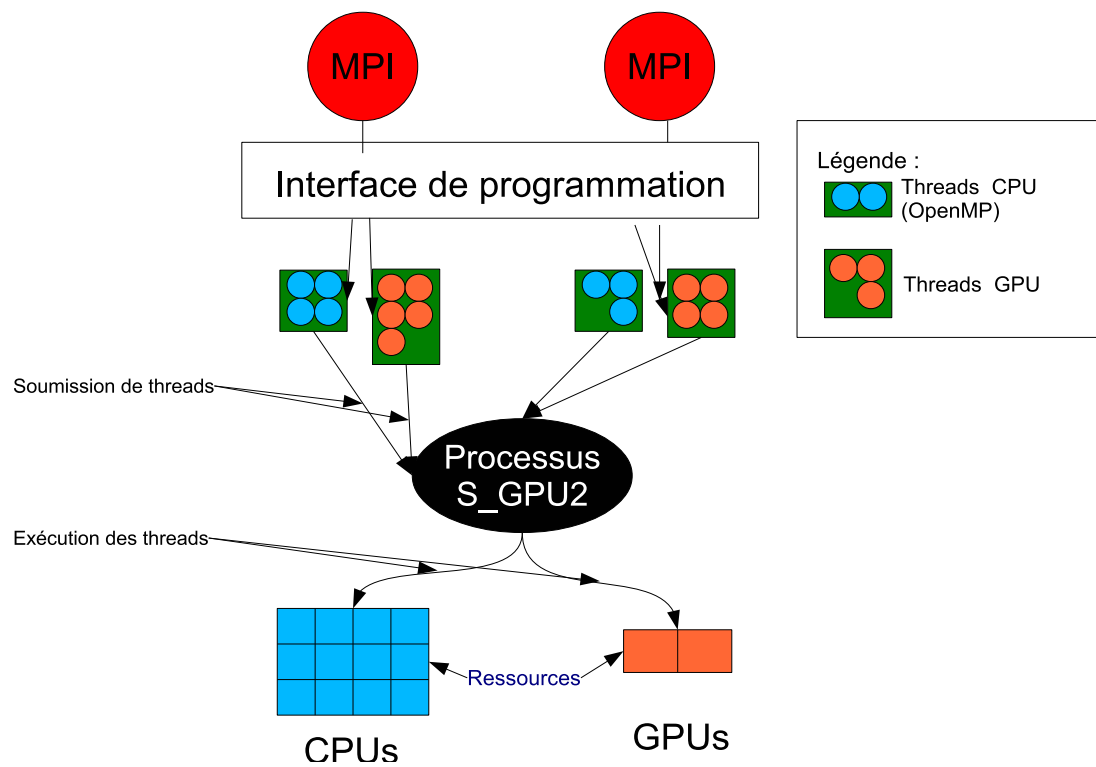 MPI
MPI
Interface de programmation
Légende :
Threads CPU
(OpenMP)
Threads GPU
Soumission de threads
Processus
S_GPU2
Exécution des threads
Ressources
CPUs
GPUs